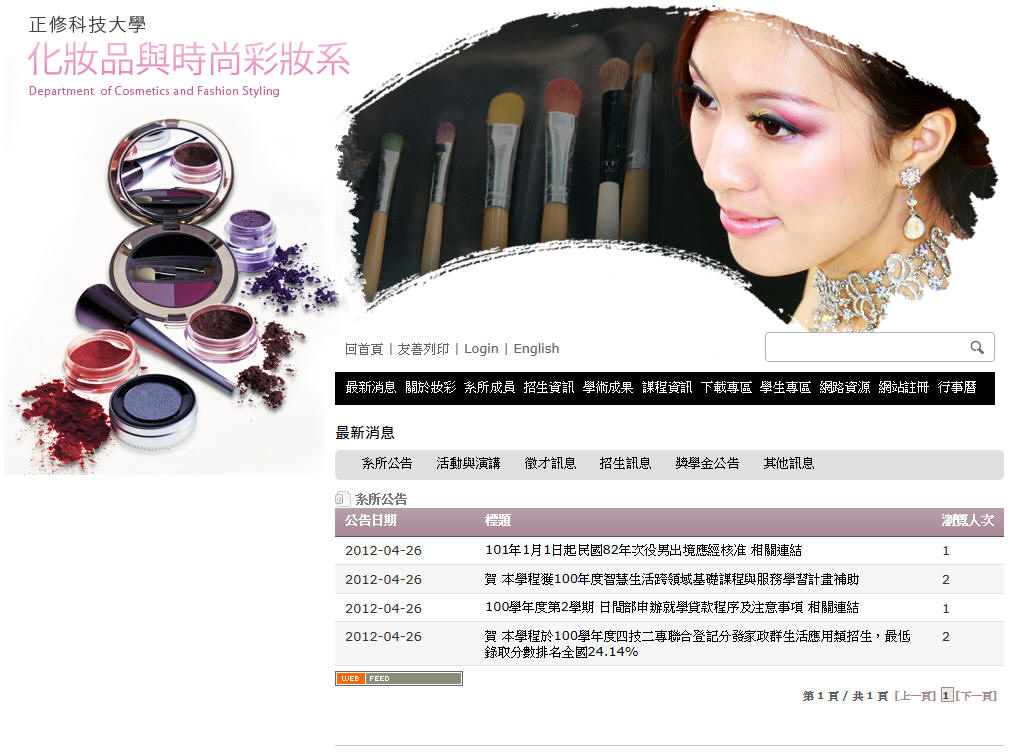 正修科技大學
化妝品與時尚彩妝系
Department of Cosmetics and Fashion Styling
回首頁 | 友善列印 | Login | English
最新消息 關於妝彩 系所成員 招生資訊 學術成果 課程資訊 下載專區 學生專區 網路資源 網站註冊 行事曆
最新消息
系所公告 活動與演講 徵才訊息 招生訊息 獎學金公告 其他訊息
系所公告
公告日期 標題 瀏覽人次
2012-04-26 101年1月1日起民國82年次役男出境應經核准 相關連結 1
2012-04-26 賀 本學程獲100年度智慧生活跨領域基礎課程與服務學習計畫補助 2
2012-04-26 100學年度第2學期 日間部申辦就學貸款程序及注意事項 相關連結 1
2012-04-26 賀 本學程於100學年度四技二專聯合登記分發家政群生活應用類招生，最低 2
錄取分數排名全國24.14%
WEB FEED
第 1 頁 / 共 1 頁 [上一頁] 1 [下一頁]